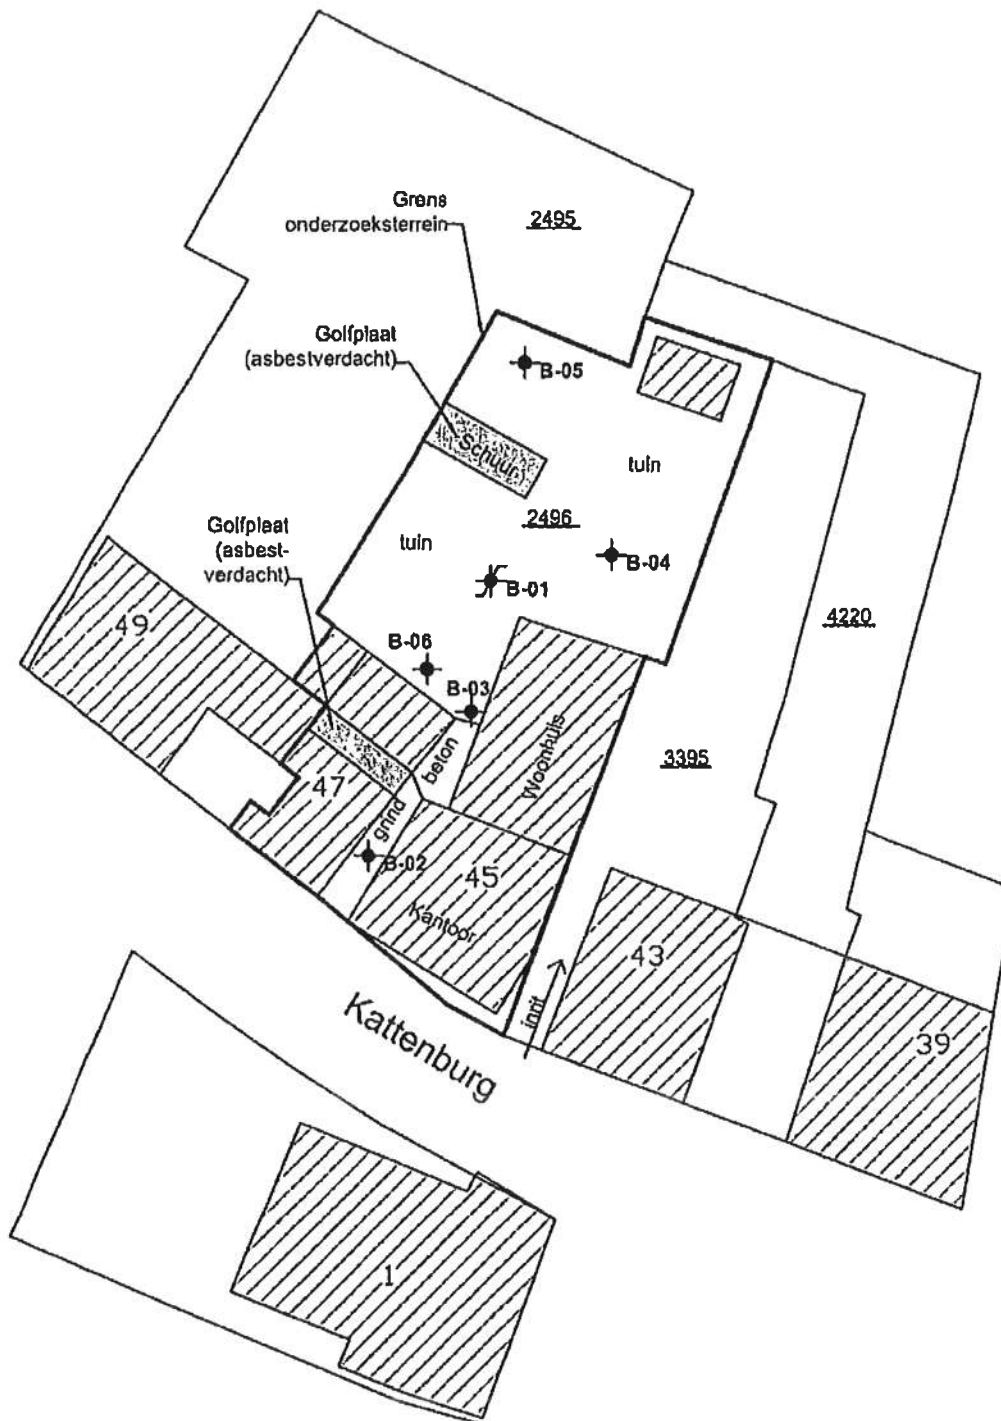 Grens
onderzoeksterrein
2495
Golfplaat
(asbestverdacht)
B-05
Schuur
tuin
2496
Golfplaat
(asbest-
verdacht)
tuin
B-04
B-01
49
4220
B-06
B-03
beton
Woonhuis
3395
47
grind
B-02
45
Kantoor
43
inrit
39
Kattenburg
1